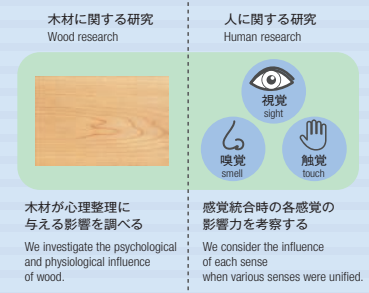 木材に関する研究
Wood research
人に関する研究
Human research
視覚
sight
嗅覚
smell
触覚
touch
木材が心理整理に
与える影響を調べる
We investigate the psychological
and physiological influence
of wood.
感覚統合時の各感覚の
影響力を考察する
We consider the influence
of each sense
when various senses were unified.